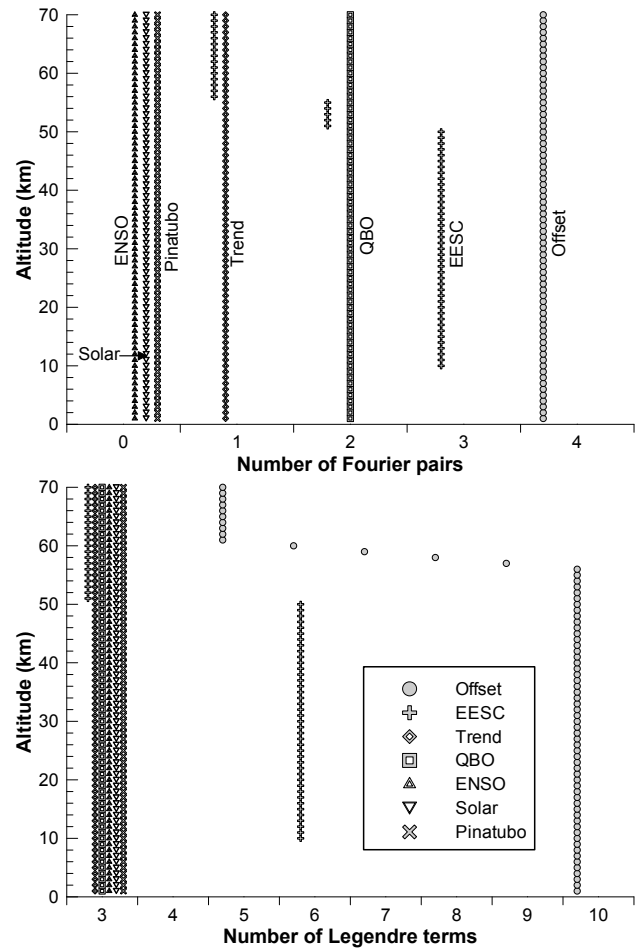 70
60
50
40
30
20
10
0
Altitude (km)
ENSO
Pinatubo
Trend
QBO
EESC
Offset
Solar
0 1 2 3 4
Number of Fourier pairs
70
60
50
40
30
20
10
0
Altitude (km)
Offset
EESC
Trend
QBO
ENSO
Solar
Pinatubo
3 4 5 6 7 8 9 10
Number of Legendre terms